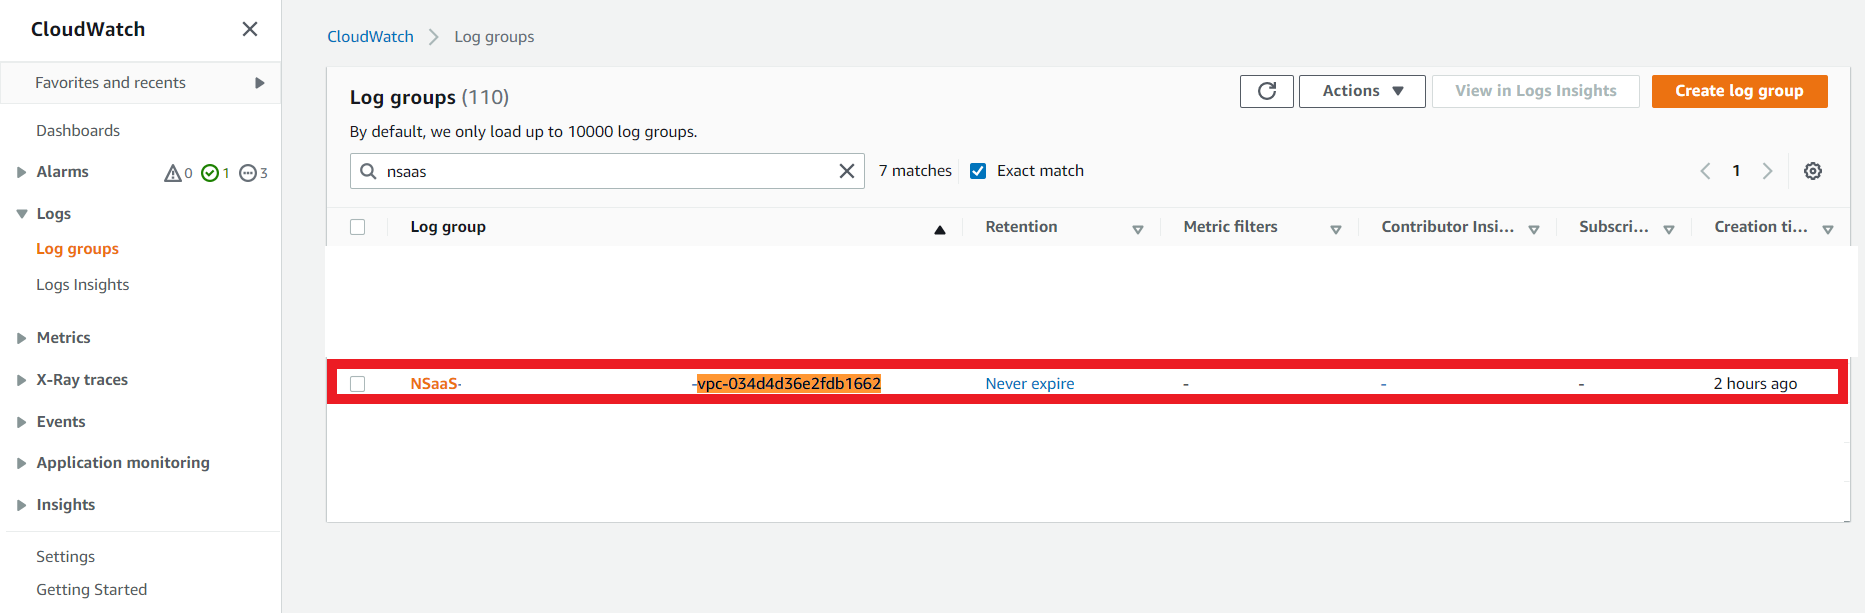 CloudWatch
Favorites and recents
Dashboards
Alarms 0 1 3
Logs
Log groups
Logs Insights
Metrics
X-Ray traces
Events
Application monitoring
Insights
Settings
Getting Started
CloudWatch Log groups
Log groups (110)
Actions
View in Logs Insights
Create log group
By default, we only load up to 10000 log groups.
nsaas
7 matches
Exact match
1
Log group Retention Metric filters Contributor Insi... Subscri... Creation ti...
NSaaS- -vpc-034d4d36e2fdb1662 Never expire - - - 2 hours ago